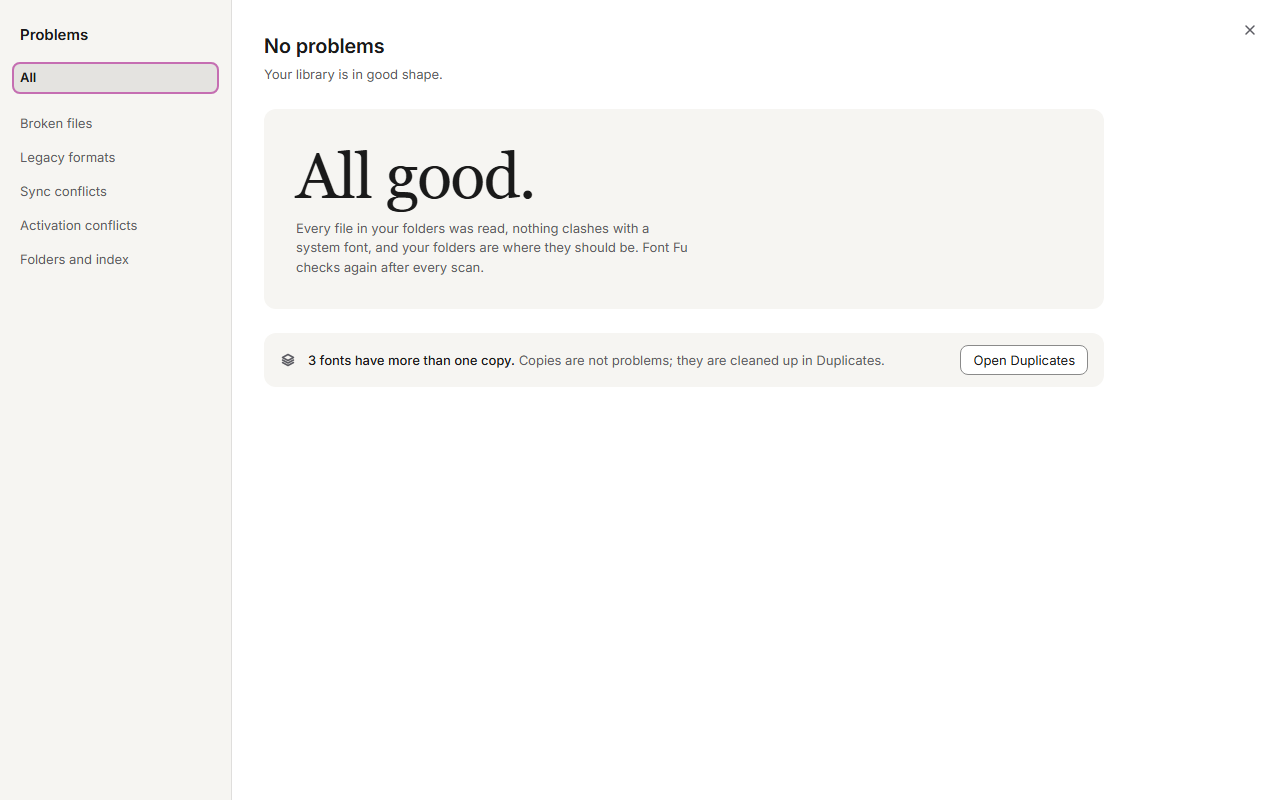 Problems
All
Broken files
Legacy formats
Sync conflicts
Activation conflicts
Folders and index
No problems
Your library is in good shape.
All good.
Every file in your folders was read, nothing clashes with a
system font, and your folders are where they should be. Font Fu
checks again after every scan.
3 fonts have more than one copy. Copies are not problems; they are cleaned up in Duplicates.
Open Duplicates